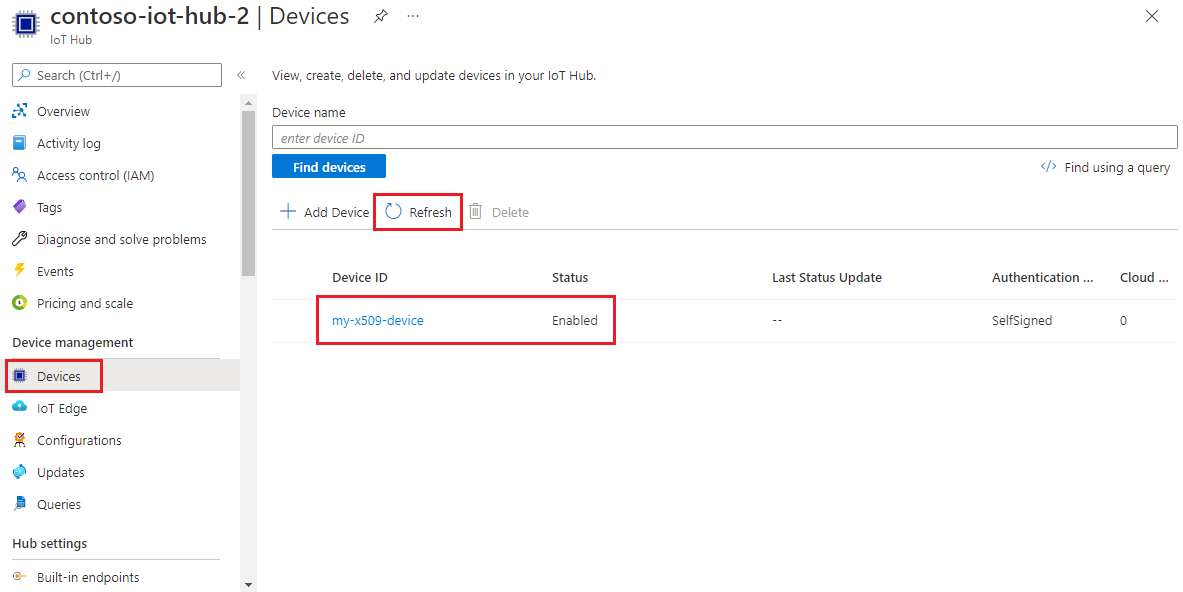 contoso-iot-hub-2 | Devices ...
IoT Hub
Search (Ctrl+/)
«
Overview
Activity log
Access control (IAM)
Tags
Diagnose and solve problems
Events
Pricing and scale
Device management
Devices
IoT Edge
Configurations
Updates
Queries
Hub settings
Built-in endpoints
View, create, delete, and update devices in your IoT Hub.
Device name
enter device ID
Find devices
</> Find using a query
Add Device Refresh Delete
Device ID Status Last Status Update Authentication ... Cloud ...
my-x509-device Enabled -- SelfSigned 0